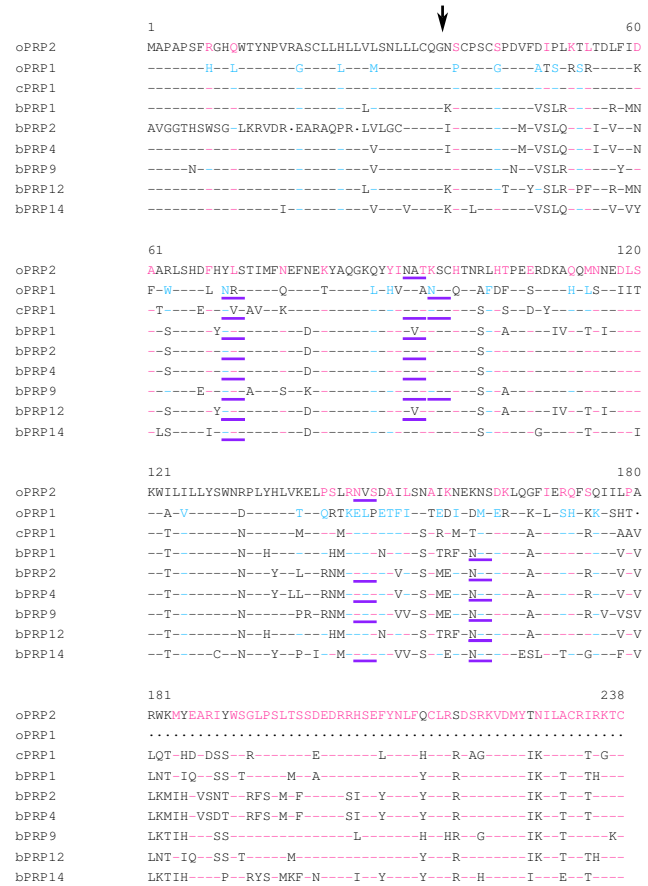 1 60
oPRP2 MAPAPSFRGHQWTYNPVRASCLLHLLVLSNLLLCQGNSCPSCSPDVFDIPLKTLTDLFID
oPRP1 -------H--L-------G----L---M---------P----G----ATS-RSR-----K
cPRP1 ------------------------------------------------------------
bPRP1 --------------------------L---------K----------VSLR-----R-MN
bPRP2 AVGGTHSWSG-LKRVDR·EARAQPR·LVLGC-----I--------M-VSLQ---I-V--N
bPRP4 ------------------------------------I--------M-VSLQ---I-V--N
bPRP9 -----N---------------------V----------------N--VSLR------Y--
bPRP12 --------------------------L---------K------T--Y-SLR-PF--R-MN
bPRP14 ----------------I----------V---V----K--L-------VSLQ-----V-VY
61 120
oPRP2 AARLSHDFHYLSTIMFNEFNEKYAQGKQYYINATKSCHTNRLHTPEERDKAQQMNNEDLS
oPRP1 F-W----L-NR-----Q----T-----L-HV--AN--Q--AFDF--S----H-LS--IIT
cPRP1 --T---E---V-AV--K-----------------------S--S--DY------------
bPRP1 --S-----Y----------D------------V-------S--A-----IV--T-I----
bPRP2 --S----------------D--------------------S-------------------
bPRP4 --S----------------D--------------------S-------------------
bPRP9 ------E-----A---S--K--------------------S--A----------------
bPRP12 --S-----Y----------D------------V-------S--A-----IV--T-I----
bPRP14 -LS----I--------------------------------S------G-----T-----I
121 180
oPRP2 KWILILLYSWNRPLYHLVKELPSLRNVSDAILSNAIKNEKNSDKLQGFIERQFSQIILPA
oPRP1 --A-V------D------T--QRTKELPETFI--TEDI-DM-ER--K-L-SH-KK-SHT·
cPRP1 --T--------N------M----M---------S-R-M-T------A------R---AAV
bPRP1 --T--------N--H-------HM----N----S-TRF-N------A------R---V-V
bPRP2 --T--------N---Y--L--RNM------V--S-ME--N------A------R---V-V
bPRP4 --T--------N---Y-LL--RNM------VV-S-ME--N------A------R---V-V
bPRP9 --T--------N------PR-RNM------VV-S-ME--N------A------R-V-VSV
bPRP12 --T--------N--H-------HM----N----S-TRF-N------A------R---V-V
bPRP14 --T-----C--N---Y--P-I--M------VV-S--E--N-----ESL--T--G---F-V
181 238
oPRP2 RWKMYEARIYWSGLPSLTSSDEDRRHSEFYNLFQCLRSDSRKVDMYTNILACRIRKTC
oPRP1 ··························································
cPRP1 LQT-HD-DSS--R-------E-------L----H---R-AG-----IK-----T-G--
bPRP1 LNT-IQ--SS-T-----M--A------------Y---R--------IK--T--TH---
bPRP2 LKMIH-VSNT--RFS-M-F-----SI--Y----Y---R--------IK--T---T---
bPRP4 LKMIH-VSDT--RFS-M-F-----SI--Y----Y---R--------IK--T---T---
bPRP9 LKTIH--SS----------------L-------H--HR--G-----I---T-----K-
bPRP12 LNT-IQ--SS-T-----M---------------Y---R--------IK--T--TH---
bPRP14 LKTIH----P--RYS-MKF--N---I--Y----H---R--------I---E--T----